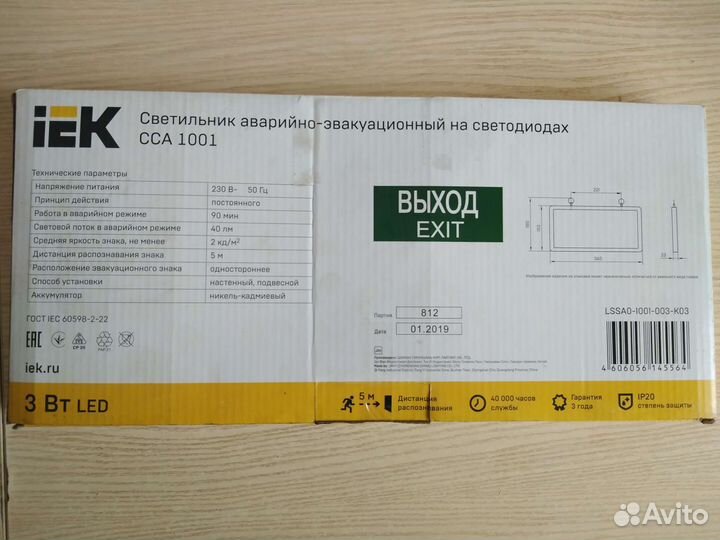 iEK
Светильник аварийно-эвакуационный на светодиодах
ССА 1001
Технические параметры
Напряжение питания 230 В~ 50 Гц
Принцип действия постоянного
Работа в аварийном режиме 90 мин
Световой поток в аварийном режиме 40 лм
Средняя яркость знака, не менее 2 кд/м²
Дистанция распознавания знака 5 м
Расположение эвакуационного знака одностороннее
Способ установки настенный, подвесной
Аккумулятор никель-кадмиевый
ГОСТ IEC 60598-2-22
ВЫХОД
EXIT
221
Партия 812
Дата 01.2019
LSSA0-1001-003-K03
4606056145564
EAC
iek.ru
3 Вт LED
5 м
Дистанция
распознавания
40 000 часов
службы
Гарантия
3 года
IP20
степень защиты
Avito